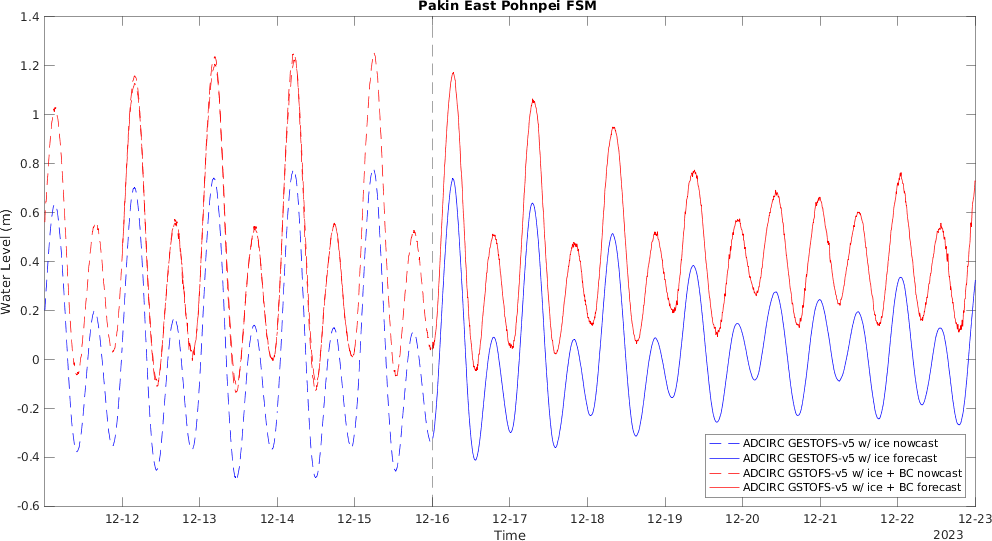 Pakin East Pohnpei FSM
1.4
1.2
1
0.8
0.6
0.4
0.2
0
-0.2
-0.4
-0.6
Water Level (m)
ADCIRC GESTOFS-v5 w/ ice nowcast
ADCIRC GESTOFS-v5 w/ ice forecast
ADCIRC GSTOFS-v5 w/ ice + BC nowcast
ADCIRC GSTOFS-v5 w/ ice + BC forecast
12-12 12-13 12-14 12-15 12-16 12-17 12-18 12-19 12-20 12-21 12-22 12-23
Time
2023